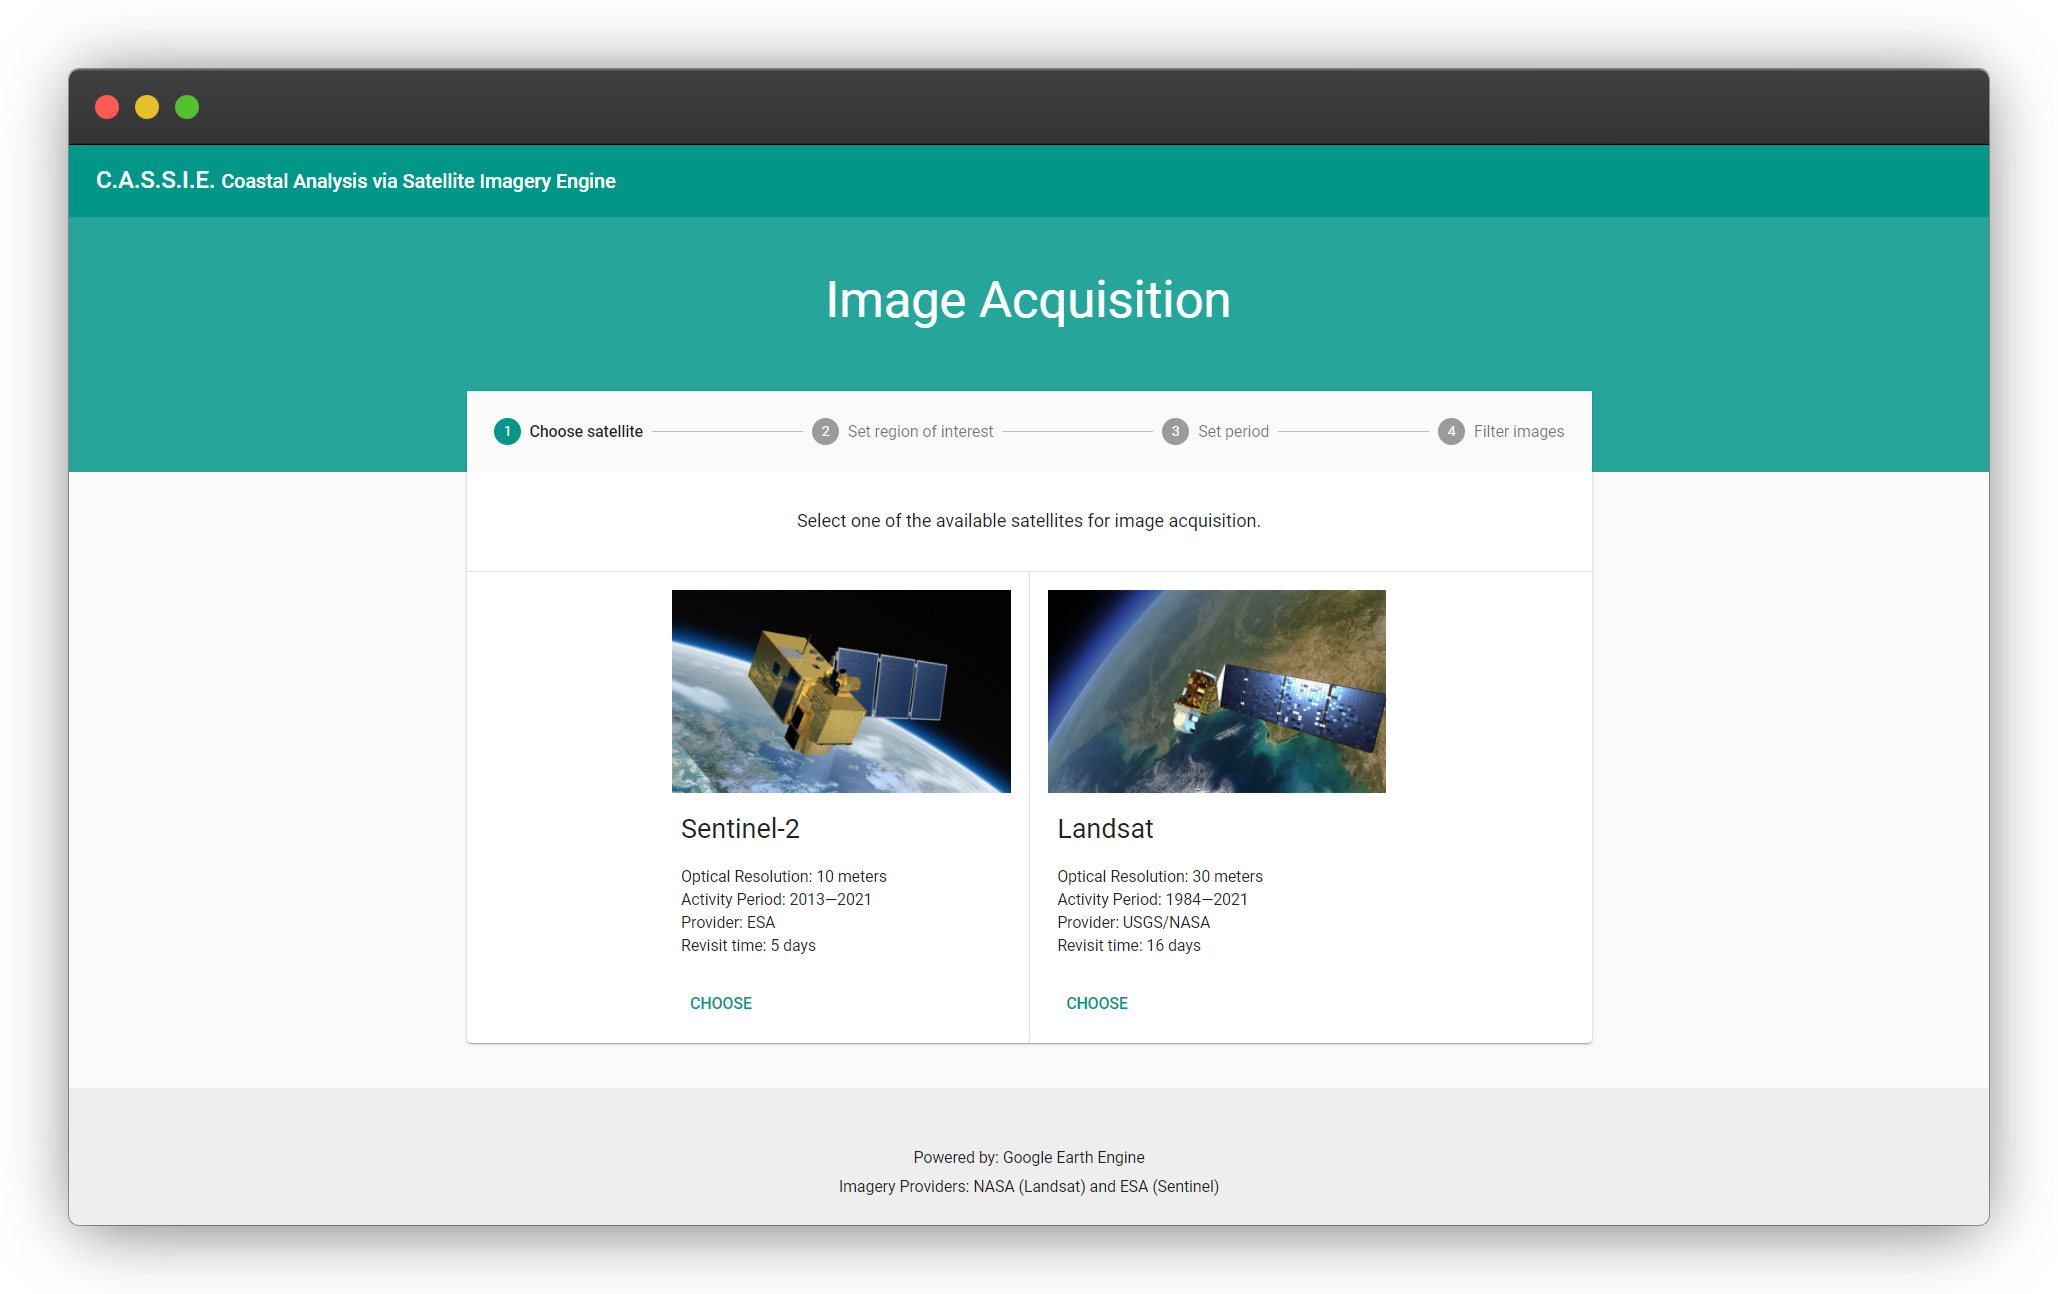 C.A.S.S.I.E. Coastal Analysis via Satellite Imagery Engine
Image Acquisition
1 Choose satellite
2 Set region of interest
3 Set period
4 Filter images
Select one of the available satellites for image acquisition.
Sentinel-2
Optical Resolution: 10 meters
Activity Period: 2013—2021
Provider: ESA
Revisit time: 5 days
CHOOSE
Landsat
Optical Resolution: 30 meters
Activity Period: 1984—2021
Provider: USGS/NASA
Revisit time: 16 days
CHOOSE
Powered by: Google Earth Engine
Imagery Providers: NASA (Landsat) and ESA (Sentinel)